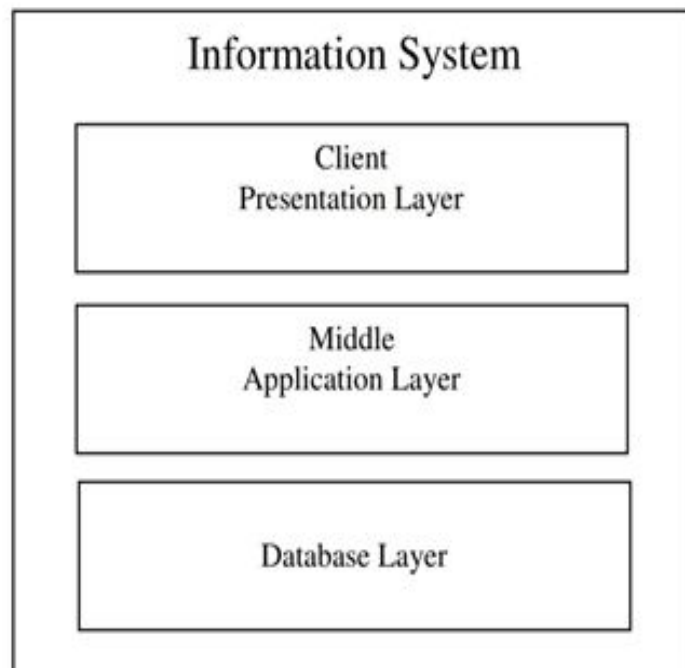 Information System
Client
Presentation Layer
Middle
Application Layer
Database Layer